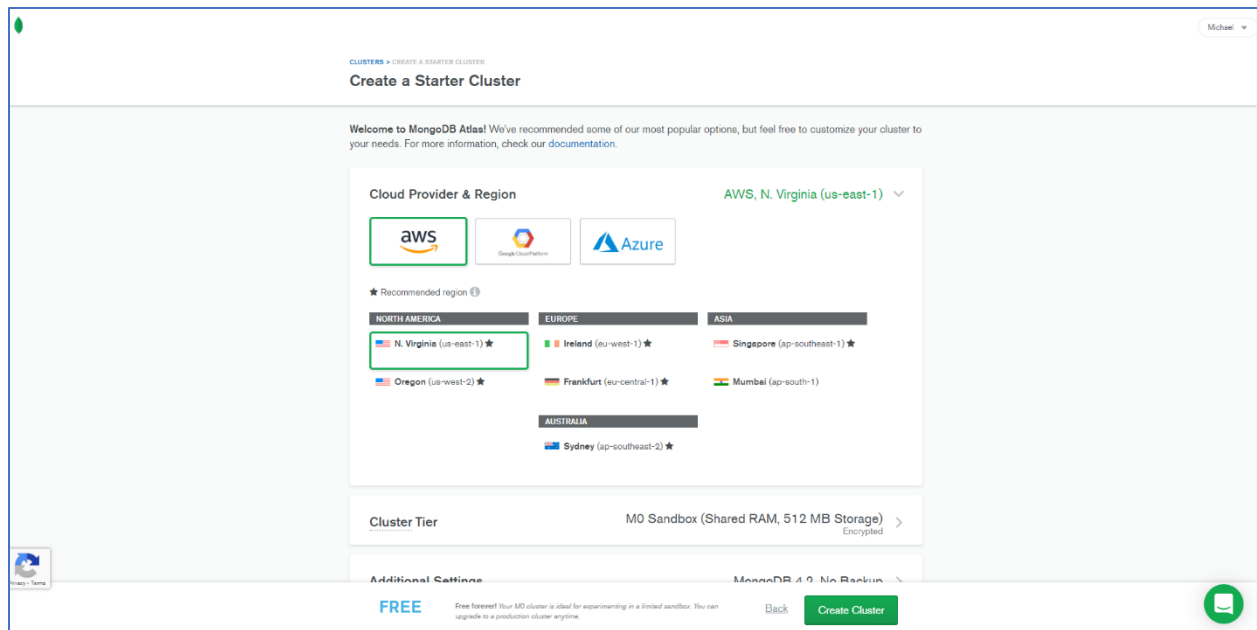 Michael
CLUSTERS > CREATE A STARTER CLUSTER
Create a Starter Cluster
Welcome to MongoDB Atlas! We've recommended some of our most popular options, but feel free to customize your cluster to
your needs. For more information, check our documentation.
Cloud Provider & Region
AWS, N. Virginia (us-east-1)
aws
Google Cloud Platform
Azure
★ Recommended region
NORTH AMERICA
N. Virginia (us-east-1) ★
Oregon (us-west-2) ★
EUROPE
Ireland (eu-west-1) ★
Frankfurt (eu-central-1) ★
ASIA
Singapore (ap-southeast-1) ★
Mumbai (ap-south-1)
AUSTRALIA
Sydney (ap-southeast-2) ★
Cluster Tier
M0 Sandbox (Shared RAM, 512 MB Storage)
Encrypted
Additional Settings
MongoDB 4.2, No Backup
Privacy - Terms
FREE
Free forever! Your M0 cluster is ideal for experimenting in a limited sandbox. You can
upgrade to a production cluster anytime.
Back
Create Cluster